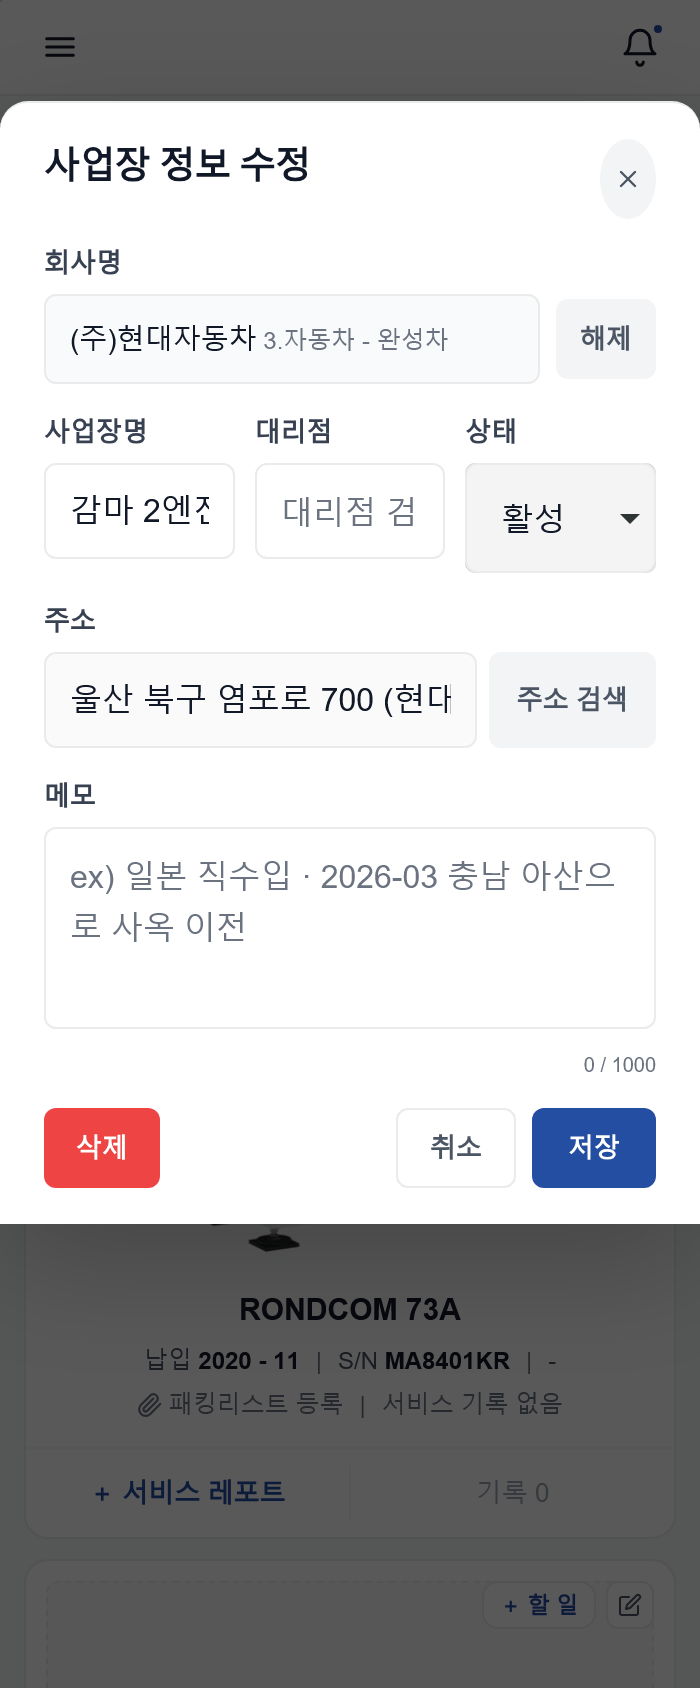 사업장 정보 수정
회사명
(주)현대자동차 3.자동차 - 완성차
해제
사업장명 대리점 상태
감마 2엔진 대리점 검 활성
주소
울산 북구 염포로 700 (현대
주소 검색
메모
ex) 일본 직수입 · 2026-03 충남 아산으
로 사옥 이전
0 / 1000
삭제 취소 저장
RONDCOM 73A
납입 2020 - 11 | S/N MA8401KR | -
패킹리스트 등록 | 서비스 기록 없음
+ 서비스 레포트 기록 0
+ 할 일